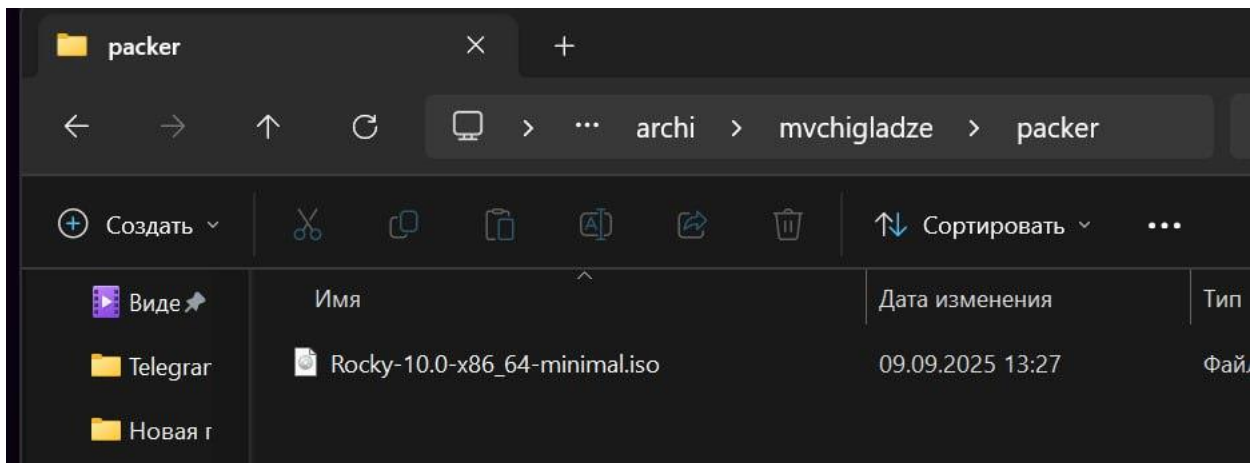 packer
archi > mvchigladze > packer
Создать
Сортировать
Имя
Дата изменения
Тип
Виде
Telegrar
Rocky-10.0-x86_64-minimal.iso
09.09.2025 13:27
Файл
Новая г